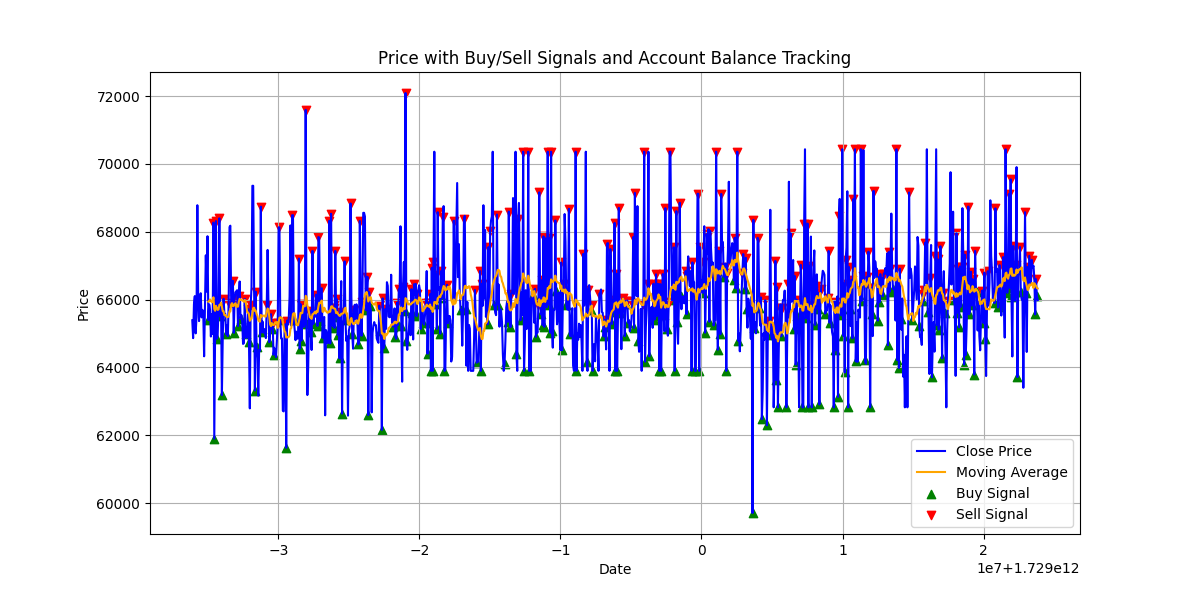 Price with Buy/Sell Signals and Account Balance Tracking
72000
70000
68000
66000
64000
62000
60000
Price
Close Price
Moving Average
Buy Signal
Sell Signal
−3
−2
−1
0
1
2
1e7+1.729e12
Date